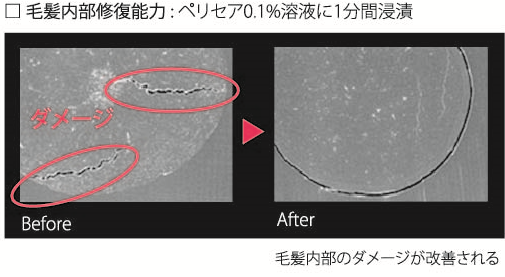 □ 毛髪内部修復能力：ペリセア0.1%溶液に1分間浸漬
ダメージ
Before
After
毛髪内部のダメージが改善される